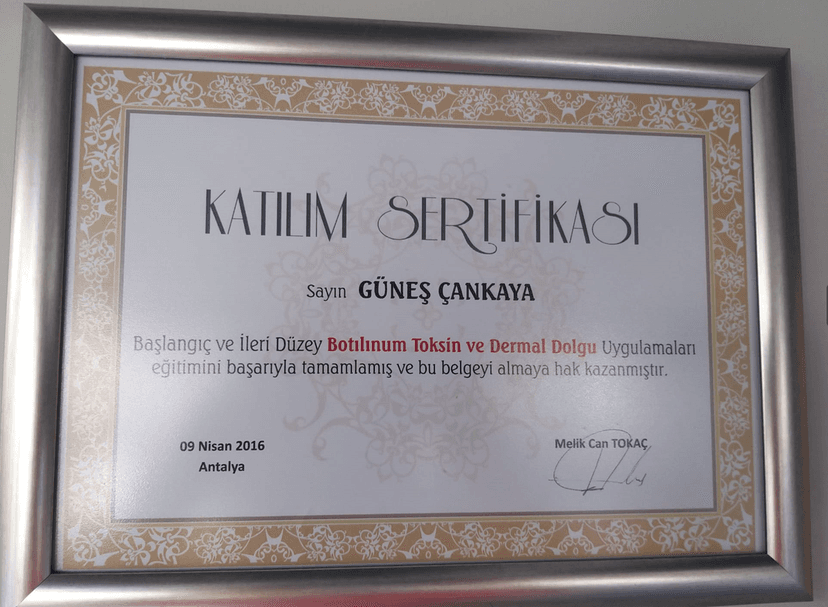 KATILIM SERTİFİKASI
Sayın GÜNEŞ ÇANKAYA
Başlangıç ve İleri Düzey Botılınum Toksin ve Dermal Dolgu Uygulamaları
eğitimini başarıyla tamamlamış ve bu belgeyi almaya hak kazanmıştır.
09 Nisan 2016
Antalya
Melik Can TOKAÇ